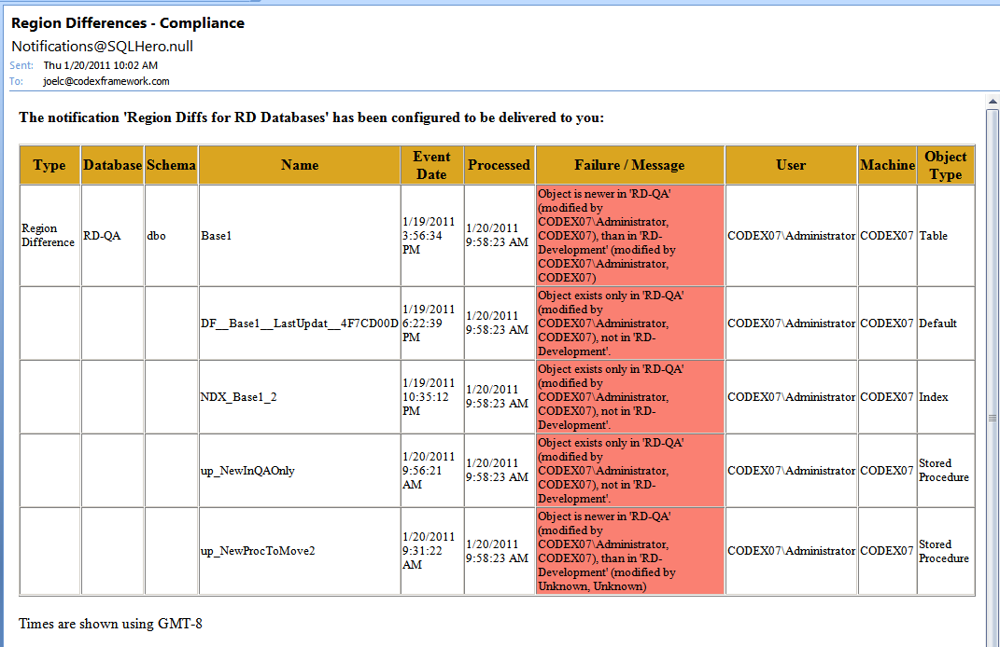 Region Differences - Compliance
Notifications@SQLHero.null
Sent: Thu 1/20/2011 10:02 AM
To: joelc@codexframework.com
The notification 'Region Diffs for RD Databases' has been configured to be delivered to you:
Type Database Schema Name Event Date Processed Failure / Message User Machine Object Type
Region Difference RD-QA dbo Base1 1/19/2011 3:56:34 PM 1/20/2011 9:58:23 AM Object is newer in 'RD-QA' (modified by CODEX07\Administrator, CODEX07), than in 'RD-Development' (modified by CODEX07\Administrator, CODEX07) CODEX07\Administrator CODEX07 Table
DF__Base1__LastUpdat__4F7CD00D 1/19/2011 6:22:39 PM 1/20/2011 9:58:23 AM Object exists only in 'RD-QA' (modified by CODEX07\Administrator, CODEX07), not in 'RD-Development'. CODEX07\Administrator CODEX07 Default
NDX_Base1_2 1/19/2011 10:35:12 PM 1/20/2011 9:58:23 AM Object exists only in 'RD-QA' (modified by CODEX07\Administrator, CODEX07), not in 'RD-Development'. CODEX07\Administrator CODEX07 Index
up_NewInQAOnly 1/20/2011 9:56:21 AM 1/20/2011 9:58:23 AM Object exists only in 'RD-QA' (modified by CODEX07\Administrator, CODEX07), not in 'RD-Development'. CODEX07\Administrator CODEX07 Stored Procedure
up_NewProcToMove2 1/20/2011 9:31:22 AM 1/20/2011 9:58:23 AM Object is newer in 'RD-QA' (modified by CODEX07\Administrator, CODEX07), than in 'RD-Development' (modified by Unknown, Unknown) CODEX07\Administrator CODEX07 Stored Procedure
Times are shown using GMT-8